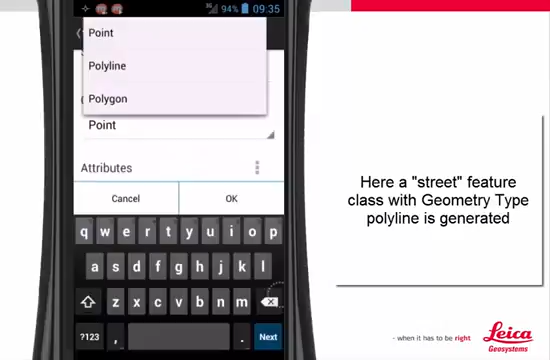 3G 94% 09:35
Point
Polyline
Polygon
Point
Attributes
Cancel OK
q w e r t y u i o p
a s d f g h j k l
z x c v b n m
?123 , . Next
Here a "street" feature
class with Geometry Type
polyline is generated
- when it has to be right
Leica
Geosystems